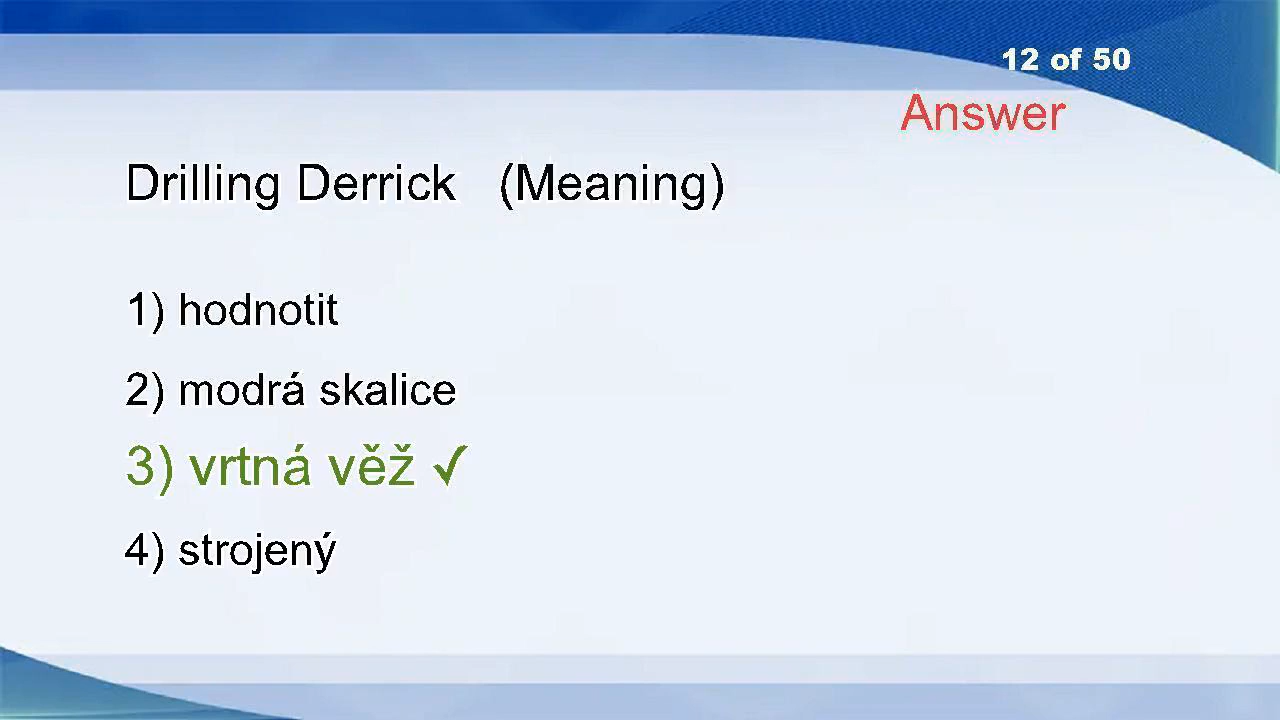 12 of 50
Answer
Drilling Derrick (Meaning)
1) hodnotit
2) modrá skalice
3) vrtná věž ✓
4) strojený